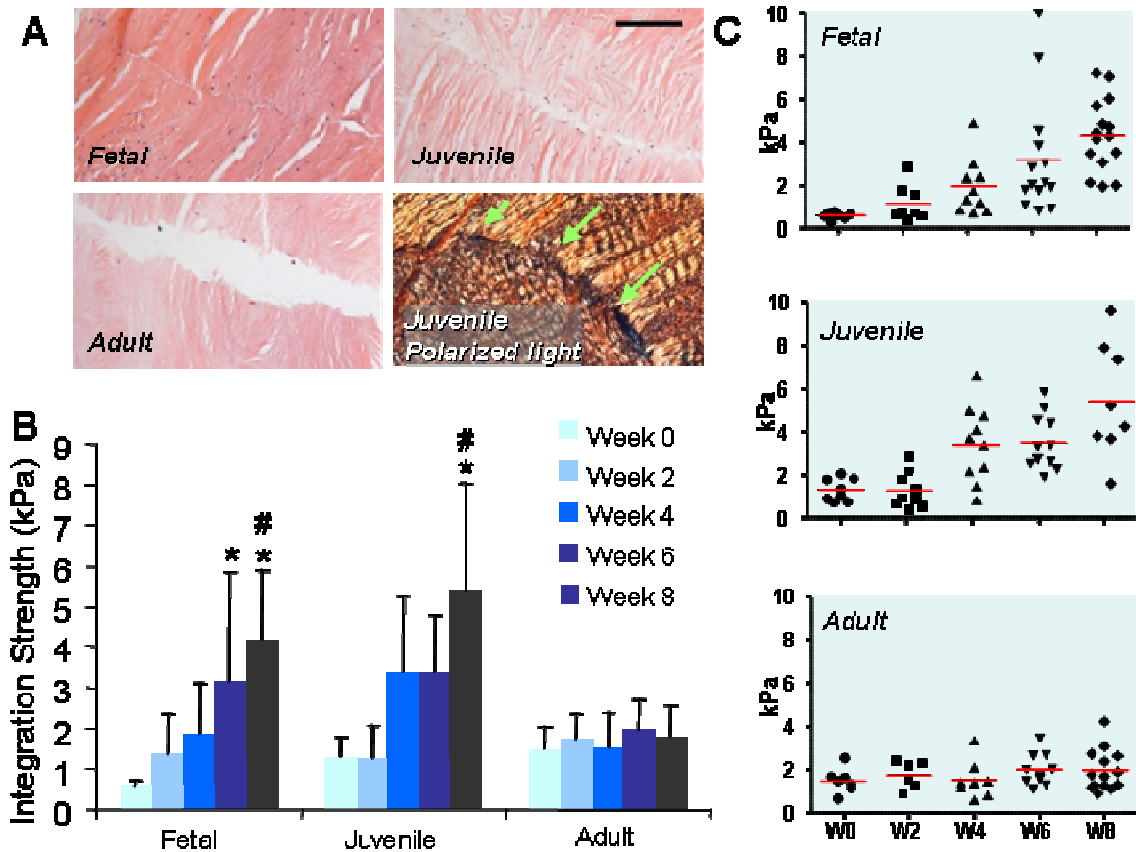 A
Fetal
Juvenile
Adult
Juvenile
Polarized light
B
Integration Strength (kPa)
9
8
7
6
5
4
3
2
1
0
#
*
*
#
*
Week 0
Week 2
Week 4
Week 6
Week 8
Fetal Juvenile Adult
C
Fetal
kPa
10
8
6
4
2
0
Juvenile
kPa
10
8
6
4
2
0
Adult
kPa
10
8
6
4
2
0
W0 W2 W4 W6 W8